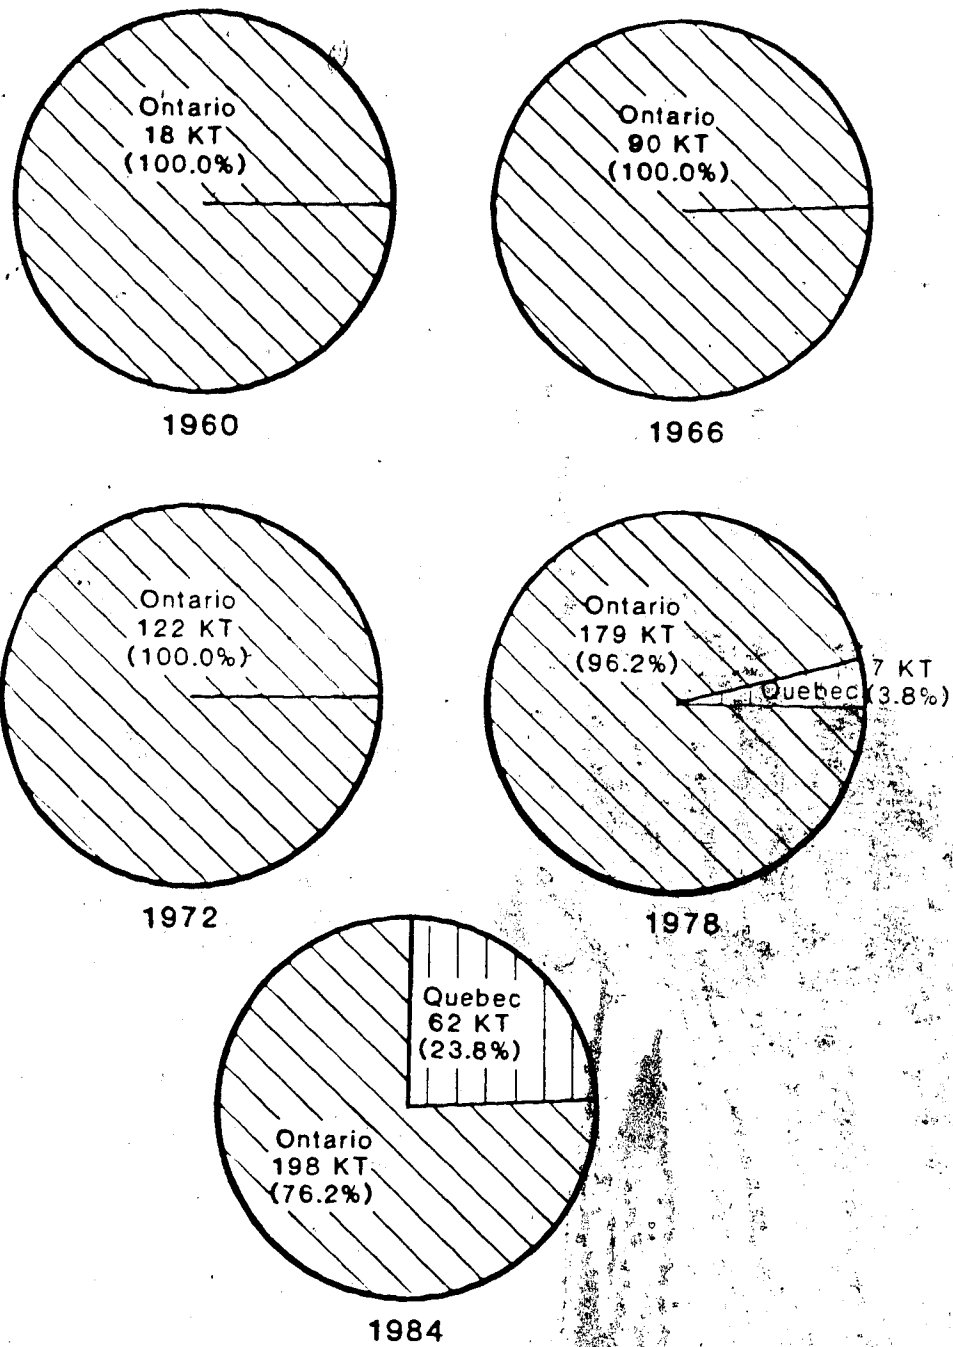 Ontario
18 KT
(100.0%)
1960
Ontario
90 KT
(100.0%)
1966
Ontario
122 KT
(100.0%)
1972
Ontario
179 KT
(96.2%)
7 KT
Quebec (3.8%)
1978
Quebec
62 KT
(23.8%)
Ontario
198 KT
(76.2%)
1984